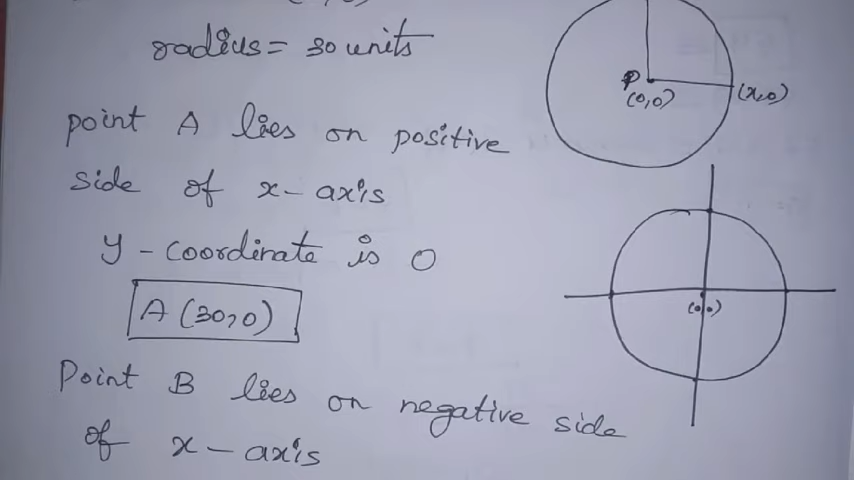 radius = 30 units
P
(0,0)
(x,0)
point A lies on positive
side of x-axis
y-coordinate is 0
A(30,0)
(0,0)
Point B lies on negative side
of x-axis